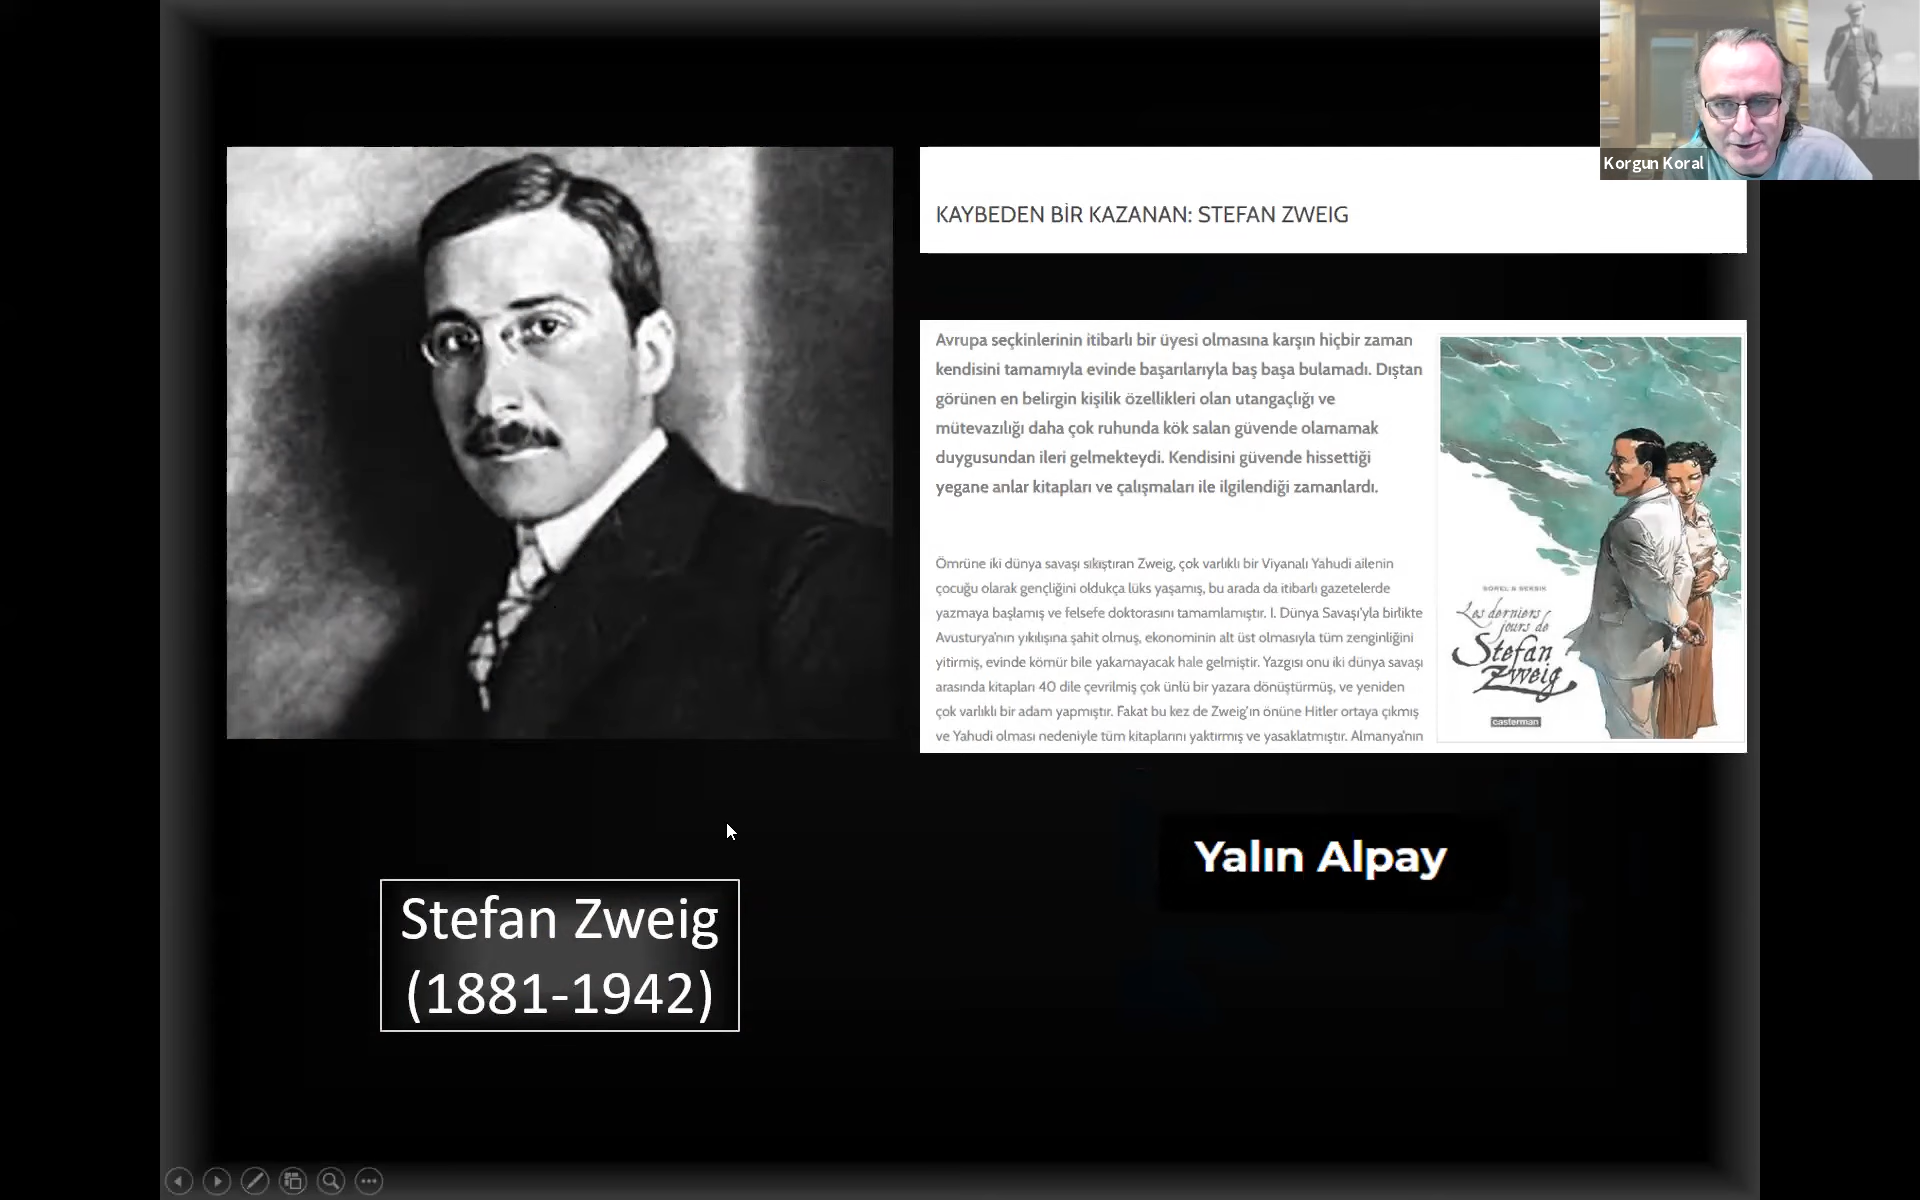 Korgun Koral
KAYBEDEN BİR KAZANAN: STEFAN ZWEIG
Avrupa seçkinlerinin itibarlı bir üyesi olmasına karşın hiçbir zaman
kendisini tamamıyla evinde başarılarıyla baş başa bulamadı. Dıştan
görünen en belirgin kişilik özellikleri olan utangaçlığı ve
mütevazılığı daha çok ruhunda kök salan güvende olamamak
duygusundan ileri gelmekteydi. Kendisini güvende hissettiği
yegane anlar kitapları ve çalışmaları ile ilgilendiği zamanlardı.
Ömrüne iki dünya savaşı sıkıştıran Zweig, çok varlıklı bir Viyanalı Yahudi ailenin
çocuğu olarak gençliğini oldukça lüks yaşamış, bu arada da itibarlı gazetelerde
yazmaya başlamış ve felsefe doktorasını tamamlamıştır. I. Dünya Savaşı'yla birlikte
Avusturya'nın yıkılışına şahit olmuş, ekonominin alt üst olmasıyla tüm zenginliğini
yitirmiş, evinde kömür bile yakamayacak hale gelmiştir. Yazgısı onu iki dünya savaşı
arasında kitapları 40 dile çevrilmiş çok ünlü bir yazara dönüştürmüş, ve yeniden
çok varlıklı bir adam yapmıştır. Fakat bu kez de Zweig'ın önüne Hitler ortaya çıkmış
ve Yahudi olması nedeniyle tüm kitaplarını yaktırmış ve yasaklatmıştır. Almanya'nın
SOREL & SEKSIK
Les derniers
jours de
Stefan
Zweig
casterman
Yalın Alpay
Stefan Zweig
(1881-1942)